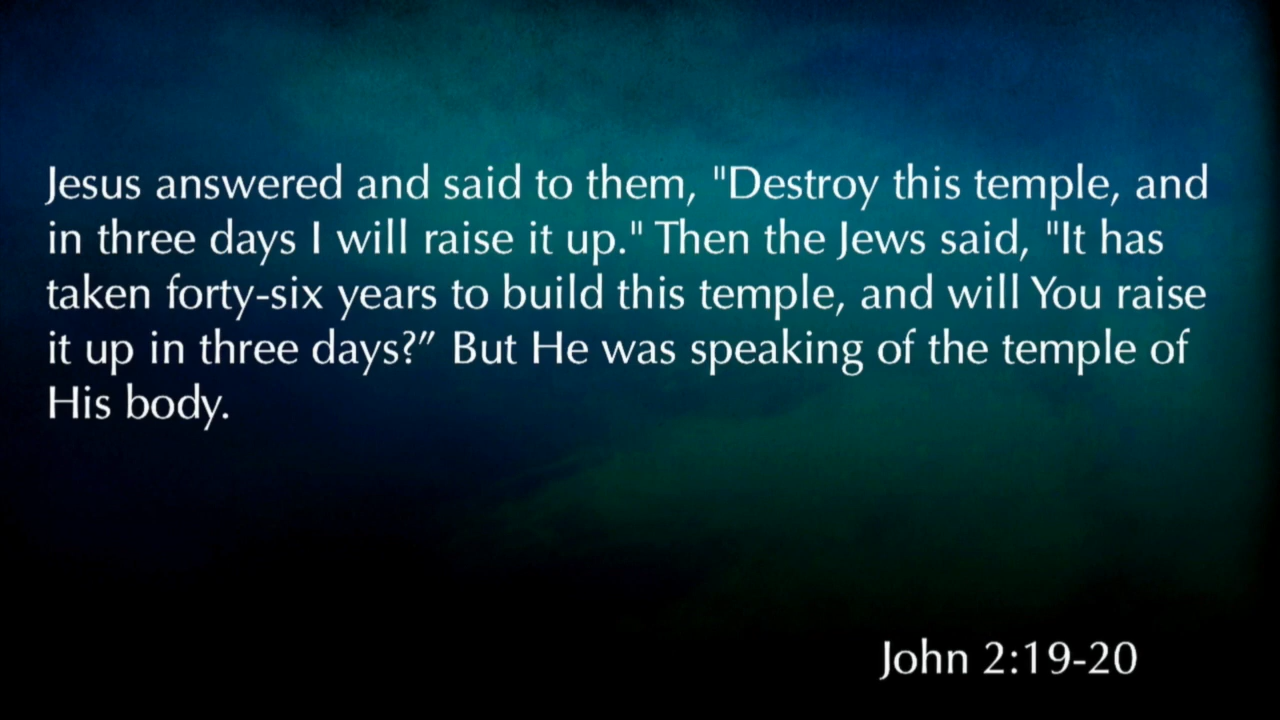 Jesus answered and said to them, "Destroy this temple, and
in three days I will raise it up." Then the Jews said, "It has
taken forty-six years to build this temple, and will You raise
it up in three days?” But He was speaking of the temple of
His body.
John 2:19-20